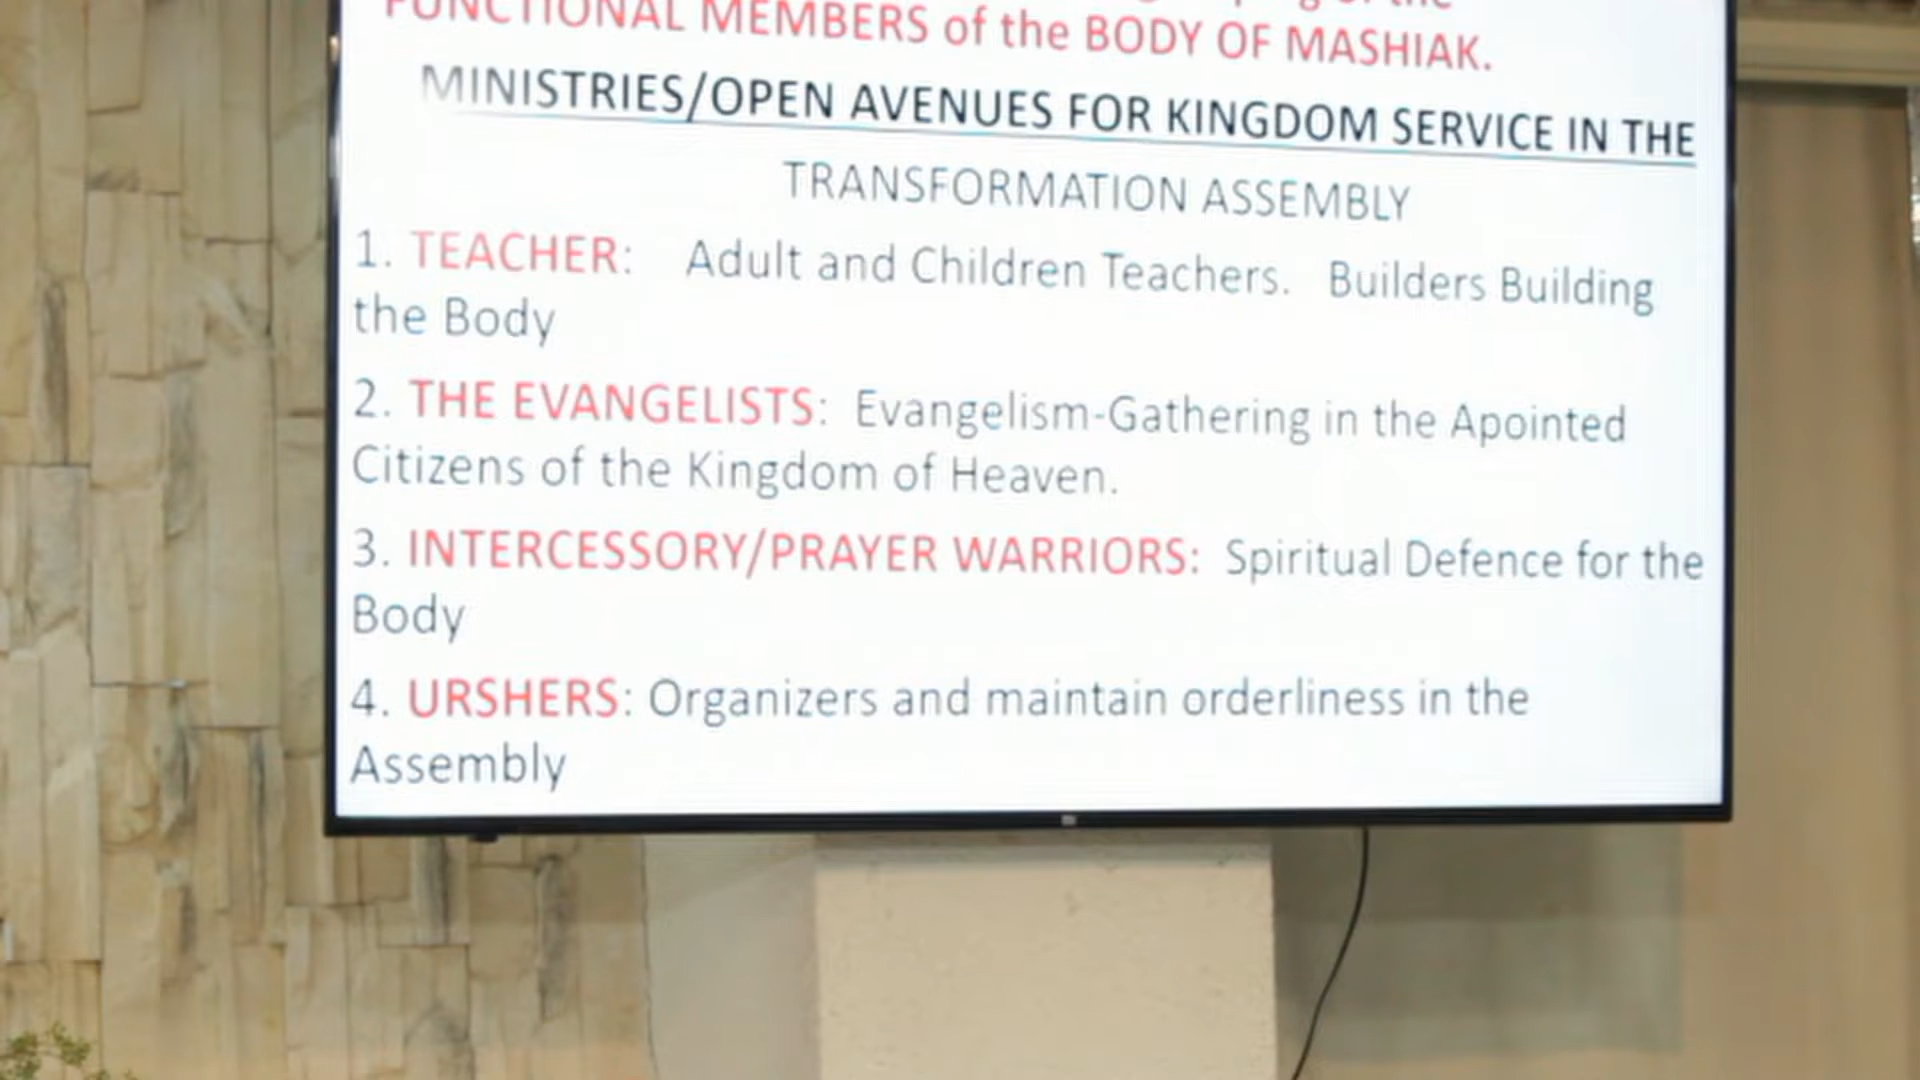 of the
FUNCTIONAL MEMBERS of the BODY OF MASHIAK.
MINISTRIES/OPEN AVENUES FOR KINGDOM SERVICE IN THE
TRANSFORMATION ASSEMBLY
1. TEACHER: Adult and Children Teachers. Builders Building
the Body
2. THE EVANGELISTS: Evangelism-Gathering in the Apointed
Citizens of the Kingdom of Heaven.
3. INTERCESSORY/PRAYER WARRIORS: Spiritual Defence for the
Body
4. URSHERS: Organizers and maintain orderliness in the
Assembly